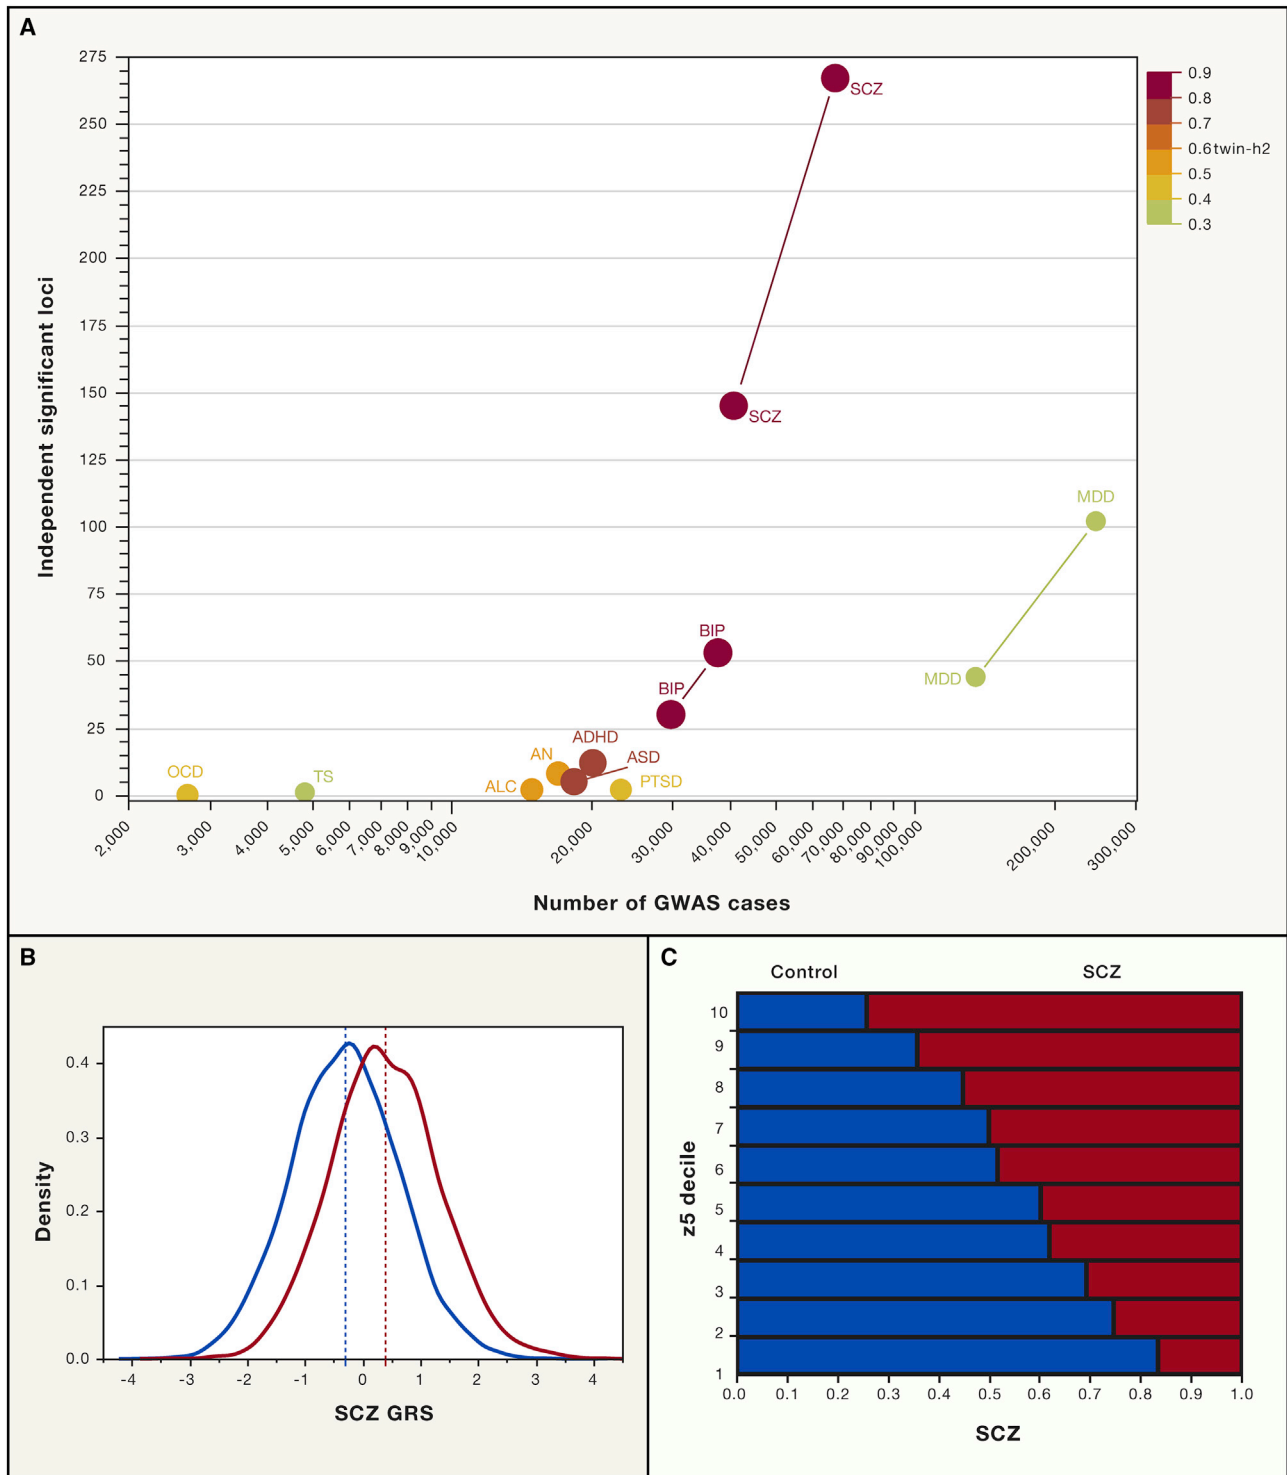 A
275
250
225
200
175
150
125
100
75
50
25
0
Independent significant loci
SCZ
SCZ
MDD
MDD
BIP
BIP
ADHD
ASD
AN
ALC
PTSD
OCD
TS
0.9
0.8
0.7
0.6 twin-h2
0.5
0.4
0.3
2,000 3,000 4,000 5,000 6,000 7,000 8,000 9,000 10,000 20,000 30,000 40,000 50,000 60,000 70,000 80,000 90,000 100,000 200,000 300,000
Number of GWAS cases
B
0.4
0.3
0.2
0.1
0.0
Density
-4 -3 -2 -1 0 1 2 3 4
SCZ GRS
C
Control SCZ
10
9
8
7
6
5
4
3
2
1
z5 decile
0.0 0.1 0.2 0.3 0.4 0.5 0.6 0.7 0.8 0.9 1.0
SCZ